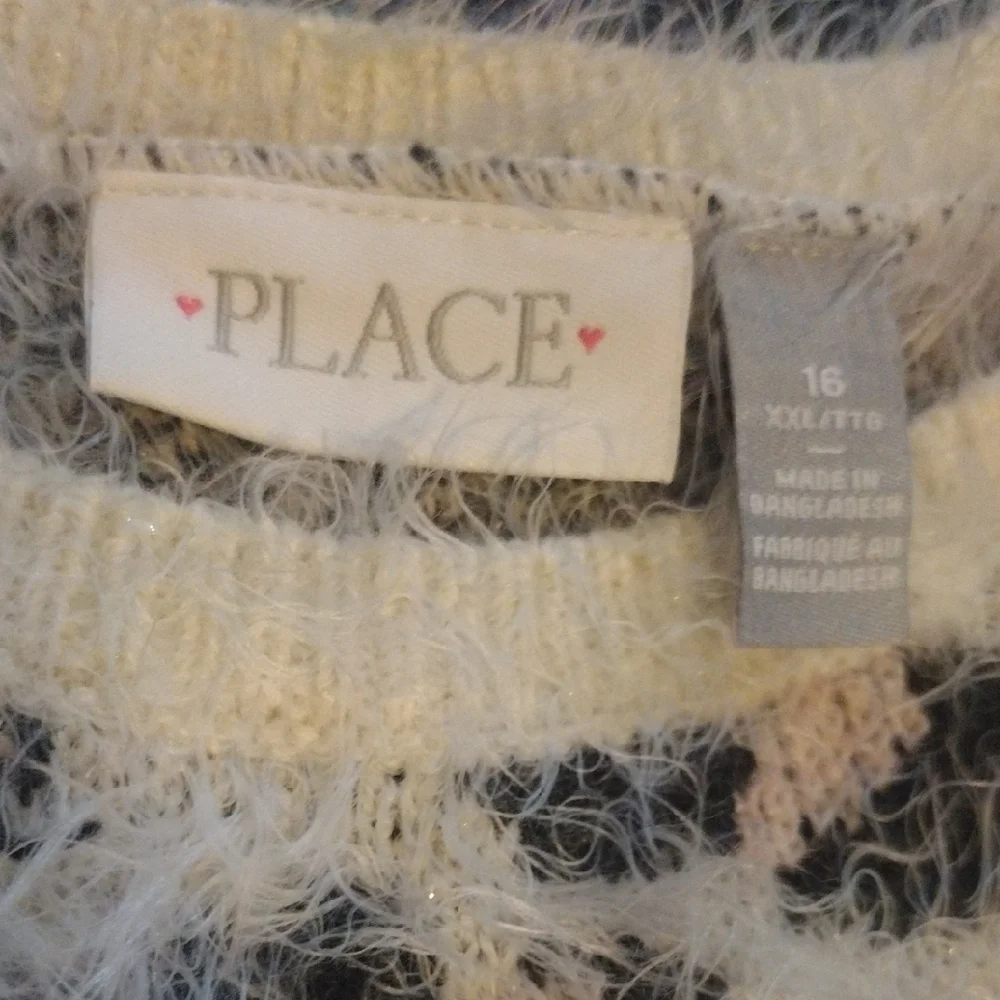 PLACE
16
XXL/TTG
MADE IN
BANGLADESH
FABRIQUÉ AU
BANGLADESH